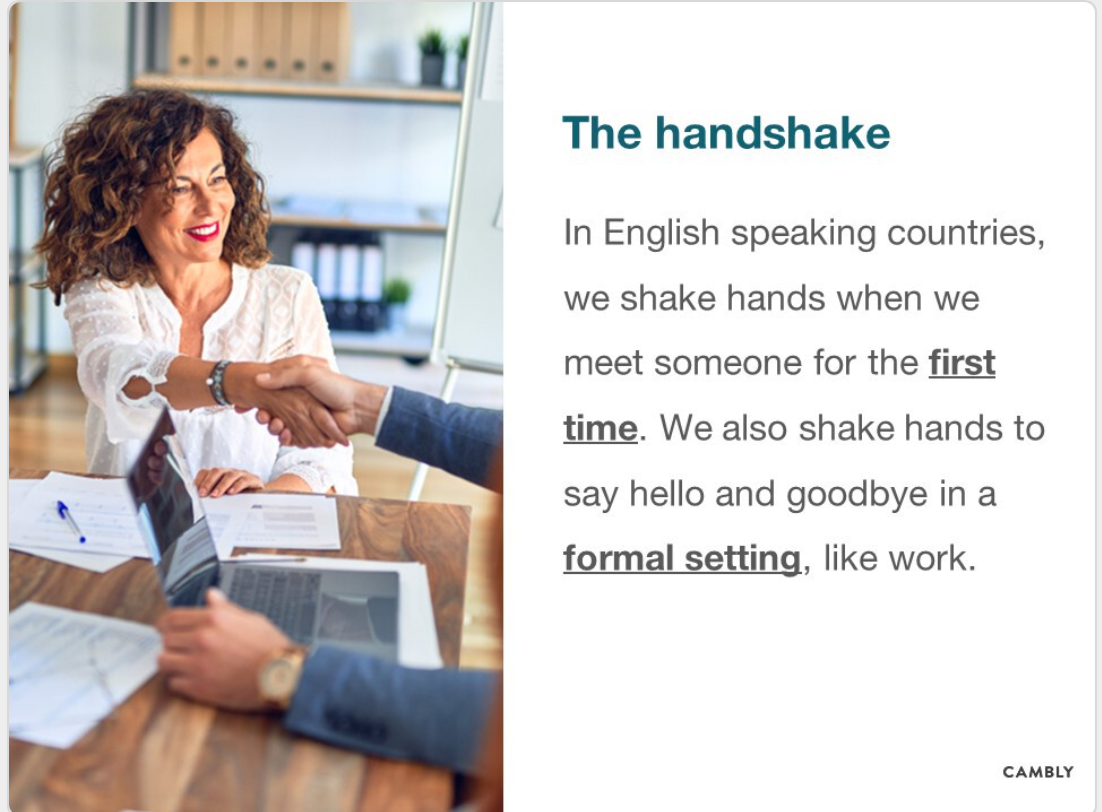 The handshake
In English speaking countries,
we shake hands when we
meet someone for the first
time. We also shake hands to
say hello and goodbye in a
formal setting, like work.
CAMBLY